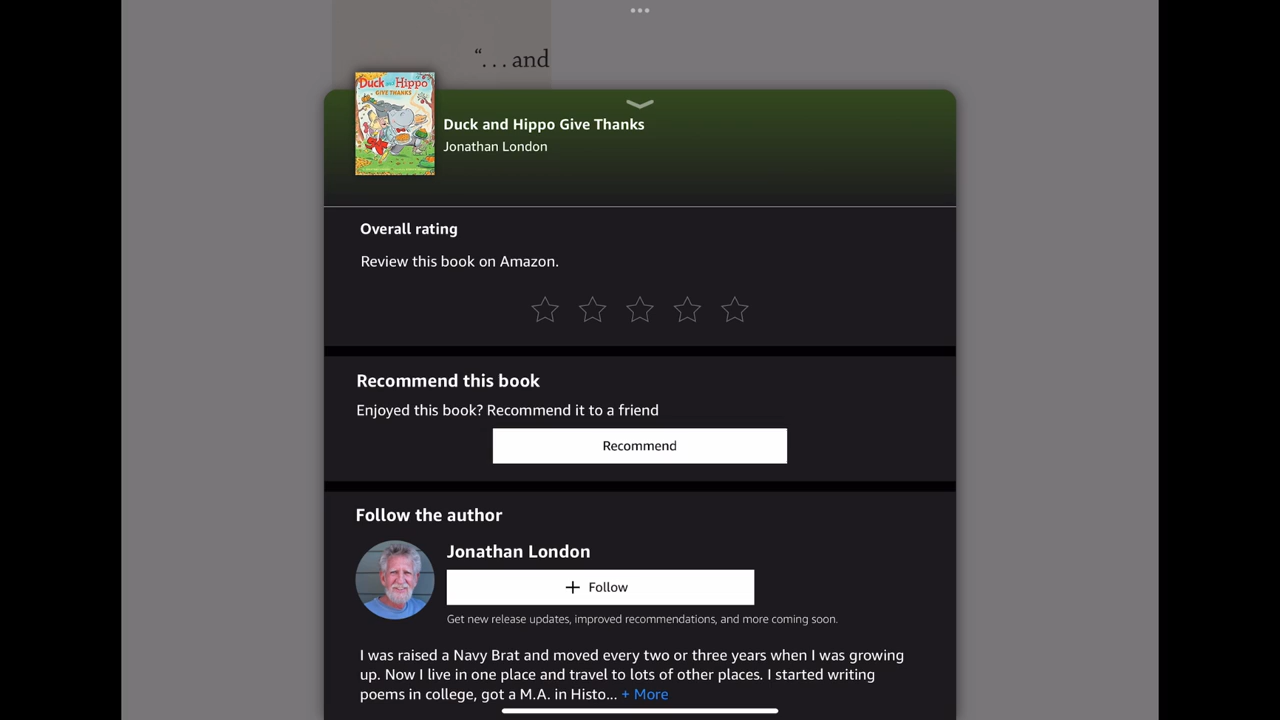 “. . . and
Duck and Hippo
GIVE THANKS
Duck and Hippo Give Thanks
Jonathan London
Overall rating
Review this book on Amazon.
Recommend this book
Enjoyed this book? Recommend it to a friend
Recommend
Follow the author
Jonathan London
+ Follow
Get new release updates, improved recommendations, and more coming soon.
I was raised a Navy Brat and moved every two or three years when I was growing
up. Now I live in one place and travel to lots of other places. I started writing
poems in college, got a M.A. in Histo... + More